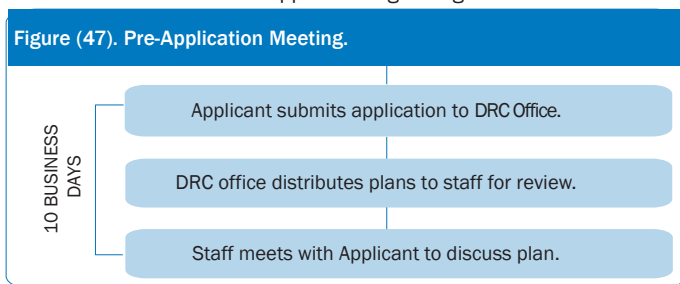 Figure (47). Pre-Application Meeting.
10 BUSINESS
DAYS
Applicant submits application to DRC Office.
DRC office distributes plans to staff for review.
Staff meets with Applicant to discuss plan.